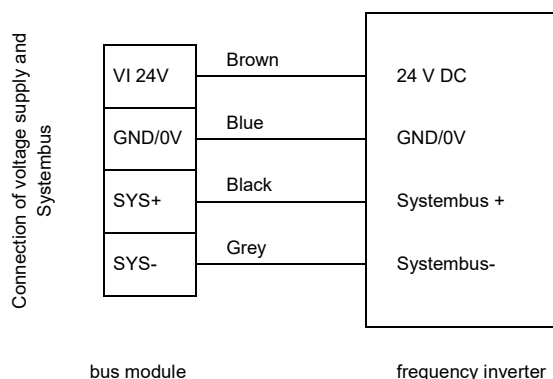 Connection of voltage supply and
Systembus
VI 24V
Brown
24 V DC
GND/0V
Blue
GND/0V
SYS+
Black
Systembus +
SYS-
Grey
Systembus-
bus module
frequency inverter